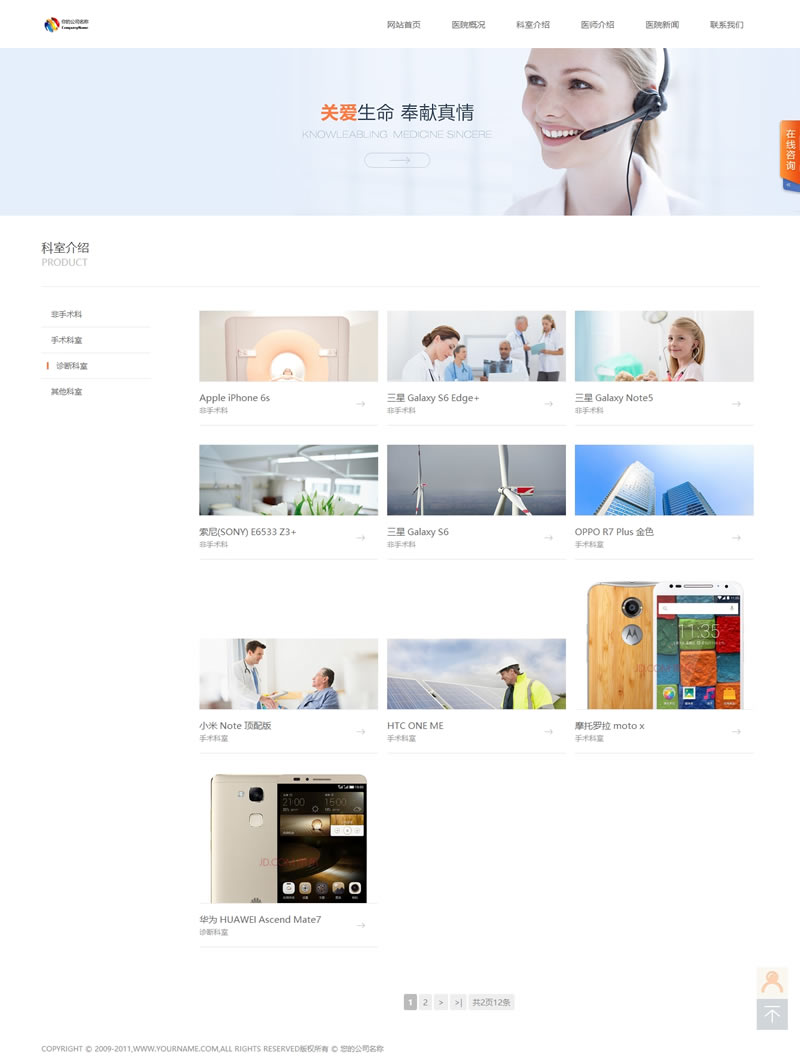 您的公司名称
CompanyName
网站首页
医院概况
科室介绍
医师介绍
医院新闻
联系我们
关爱生命 奉献真情
KNOWLEABLING MEDICINE SINCERE
在线咨询
科室介绍
PRODUCT
非手术科
手术科室
诊断科室
其他科室
Apple iPhone 6s
非手术科
三星 Galaxy S6 Edge+
非手术科
三星 Galaxy Note5
非手术科
索尼(SONY) E6533 Z3+
非手术科
三星 Galaxy S6
非手术科
OPPO R7 Plus 金色
手术科室
小米 Note 顶配版
手术科室
HTC ONE ME
手术科室
11:35
摩托罗拉 moto x
手术科室
21:00 15:00
华为 HUAWEI Ascend Mate7
诊断科室
1 2 > >| 共2页12条
COPYRIGHT © 2009-2011,WWW.YOURNAME.COM,ALL RIGHTS RESERVED版权所有 © 您的公司名称